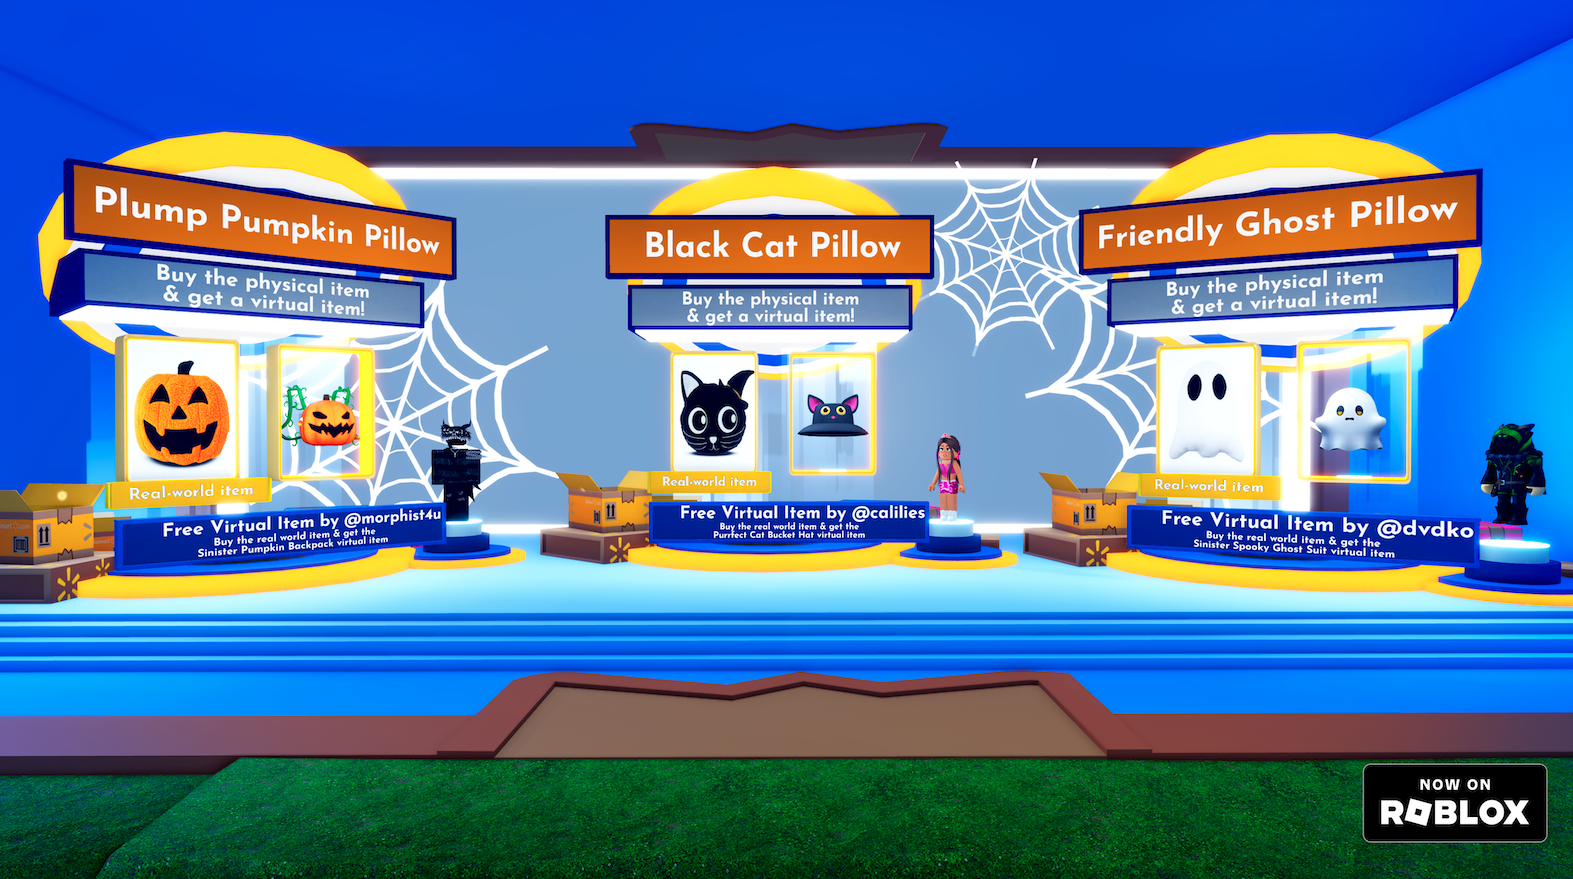 Plump Pumpkin Pillow
Buy the physical item
& get a virtual item!
Real-world item
Free Virtual Item by @morphist4u
Buy the real world item & get the
Sinister Pumpkin Backpack virtual item
Black Cat Pillow
Buy the physical item
& get a virtual item!
Real-world item
Free Virtual Item by @calilies
Buy the real world item & get the
Purrfect Cat Bucket Hat virtual item
Friendly Ghost Pillow
Buy the physical item
& get a virtual item!
Real-world item
Free Virtual Item by @dvdko
Buy the real world item & get the
Sinister Spooky Ghost Suit virtual item
NOW ON
ROBLOX